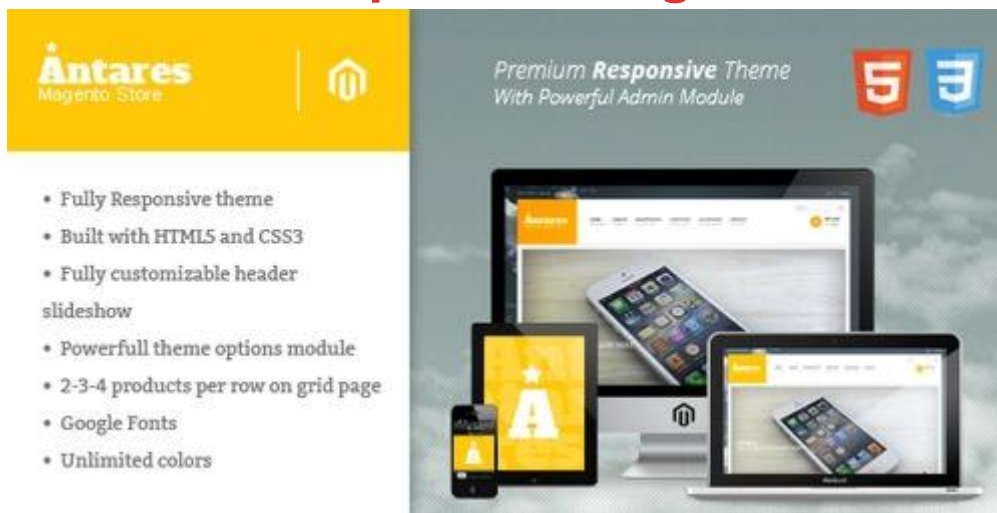 Antares
Magento Store
• Fully Responsive theme
• Built with HTML5 and CSS3
• Fully customizable header
slideshow
• Powerfull theme options module
• 2-3-4 products per row on grid page
• Google Fonts
• Unlimited colors
Premium Responsive Theme
With Powerful Admin Module
5
3
Antares
A
Antares